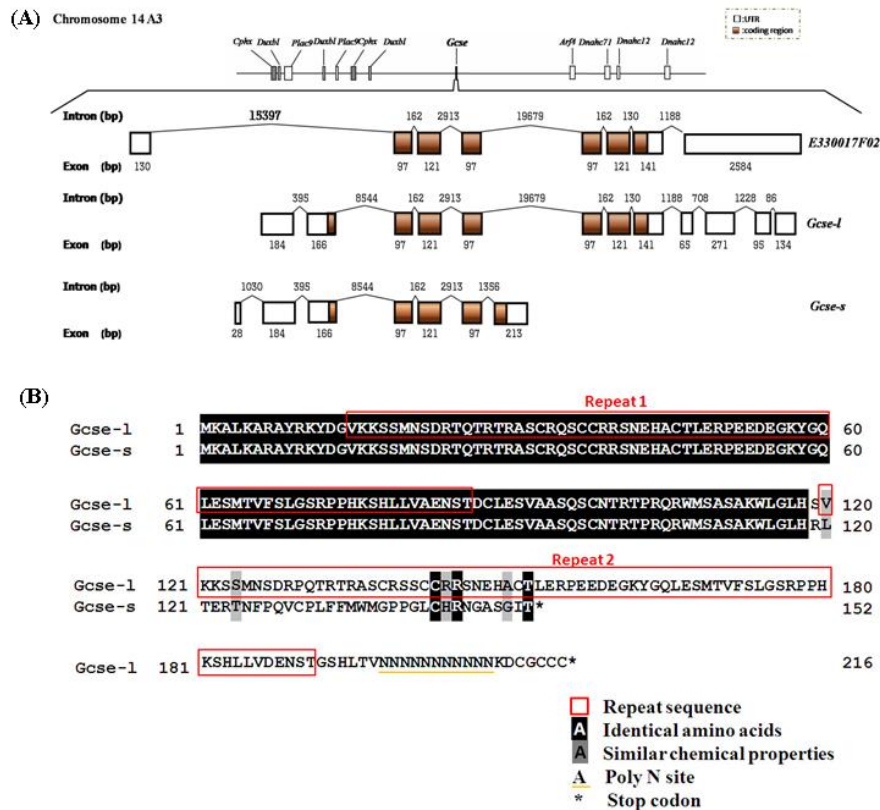 (A) Chromosome 14 A3
□:UTR
■:coding region
Cphx Duxbl Plac9 Duxbl Plac9 Cphx Duxbl Gcse Arf4 Dnahc71 Dnahc12 Dnahc12
Intron (bp) 15397 162 2913 19679 162 130 1188
E330017F02
Exon (bp) 130 97 121 97 97 121 141 2584
Intron (bp) 395 8544 162 2913 19679 162 130 1188 708 1228 86
Gcse-l
Exon (bp) 184 166 97 121 97 97 121 141 65 271 95 134
Intron (bp) 1030 395 8544 162 2913 1356
Gcse-s
Exon (bp) 28 184 166 97 121 97 213
(B)
Repeat 1
Gcse-l 1 MKALKARAYRKYDGVKKSSMNSDRTQTRTRASCRQSCCRRSNEHACTLERPEEDEGKYGQ 60
Gcse-s 1 MKALKARAYRKYDGVKKSSMNSDRTQTRTRASCRQSCCRRSNEHACTLERPEEDEGKYGQ 60
Gcse-l 61 LESMTVFSLGSRPPHKSHLLVAENSTDCLESVAASQSCNTRTPRQRWMSASAKWLGLHSV 120
Gcse-s 61 LESMTVFSLGSRPPHKSHLLVAENSTDCLESVAASQSCNTRTPRQRWMSASAKWLGLHRL 120
Repeat 2
Gcse-l 121 KKSSMNSDRPQTRTRASCRSSCCRRSNEHACTLERPEEDEGKYGQLESMTVFSLGSRPPH 180
Gcse-s 121 TERTNFPQVCPLFFMWMGPPGLCHRNGASGIT* 152
Gcse-l 181 KSHLLVDENSTGSHLTVNNNNNNNNNNNKDCGCCC* 216
Repeat sequence
A Identical amino acids
A Similar chemical properties
A Poly N site
* Stop codon